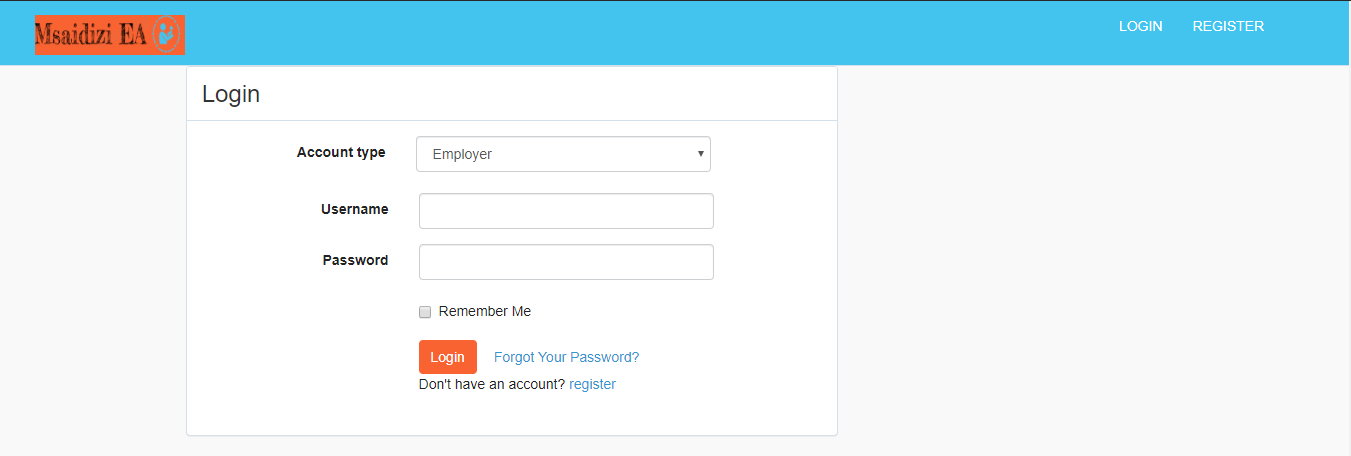 Msaidizi EA
LOGIN REGISTER
Login
Account type Employer
Username
Password
Remember Me
Login Forgot Your Password?
Don't have an account? register